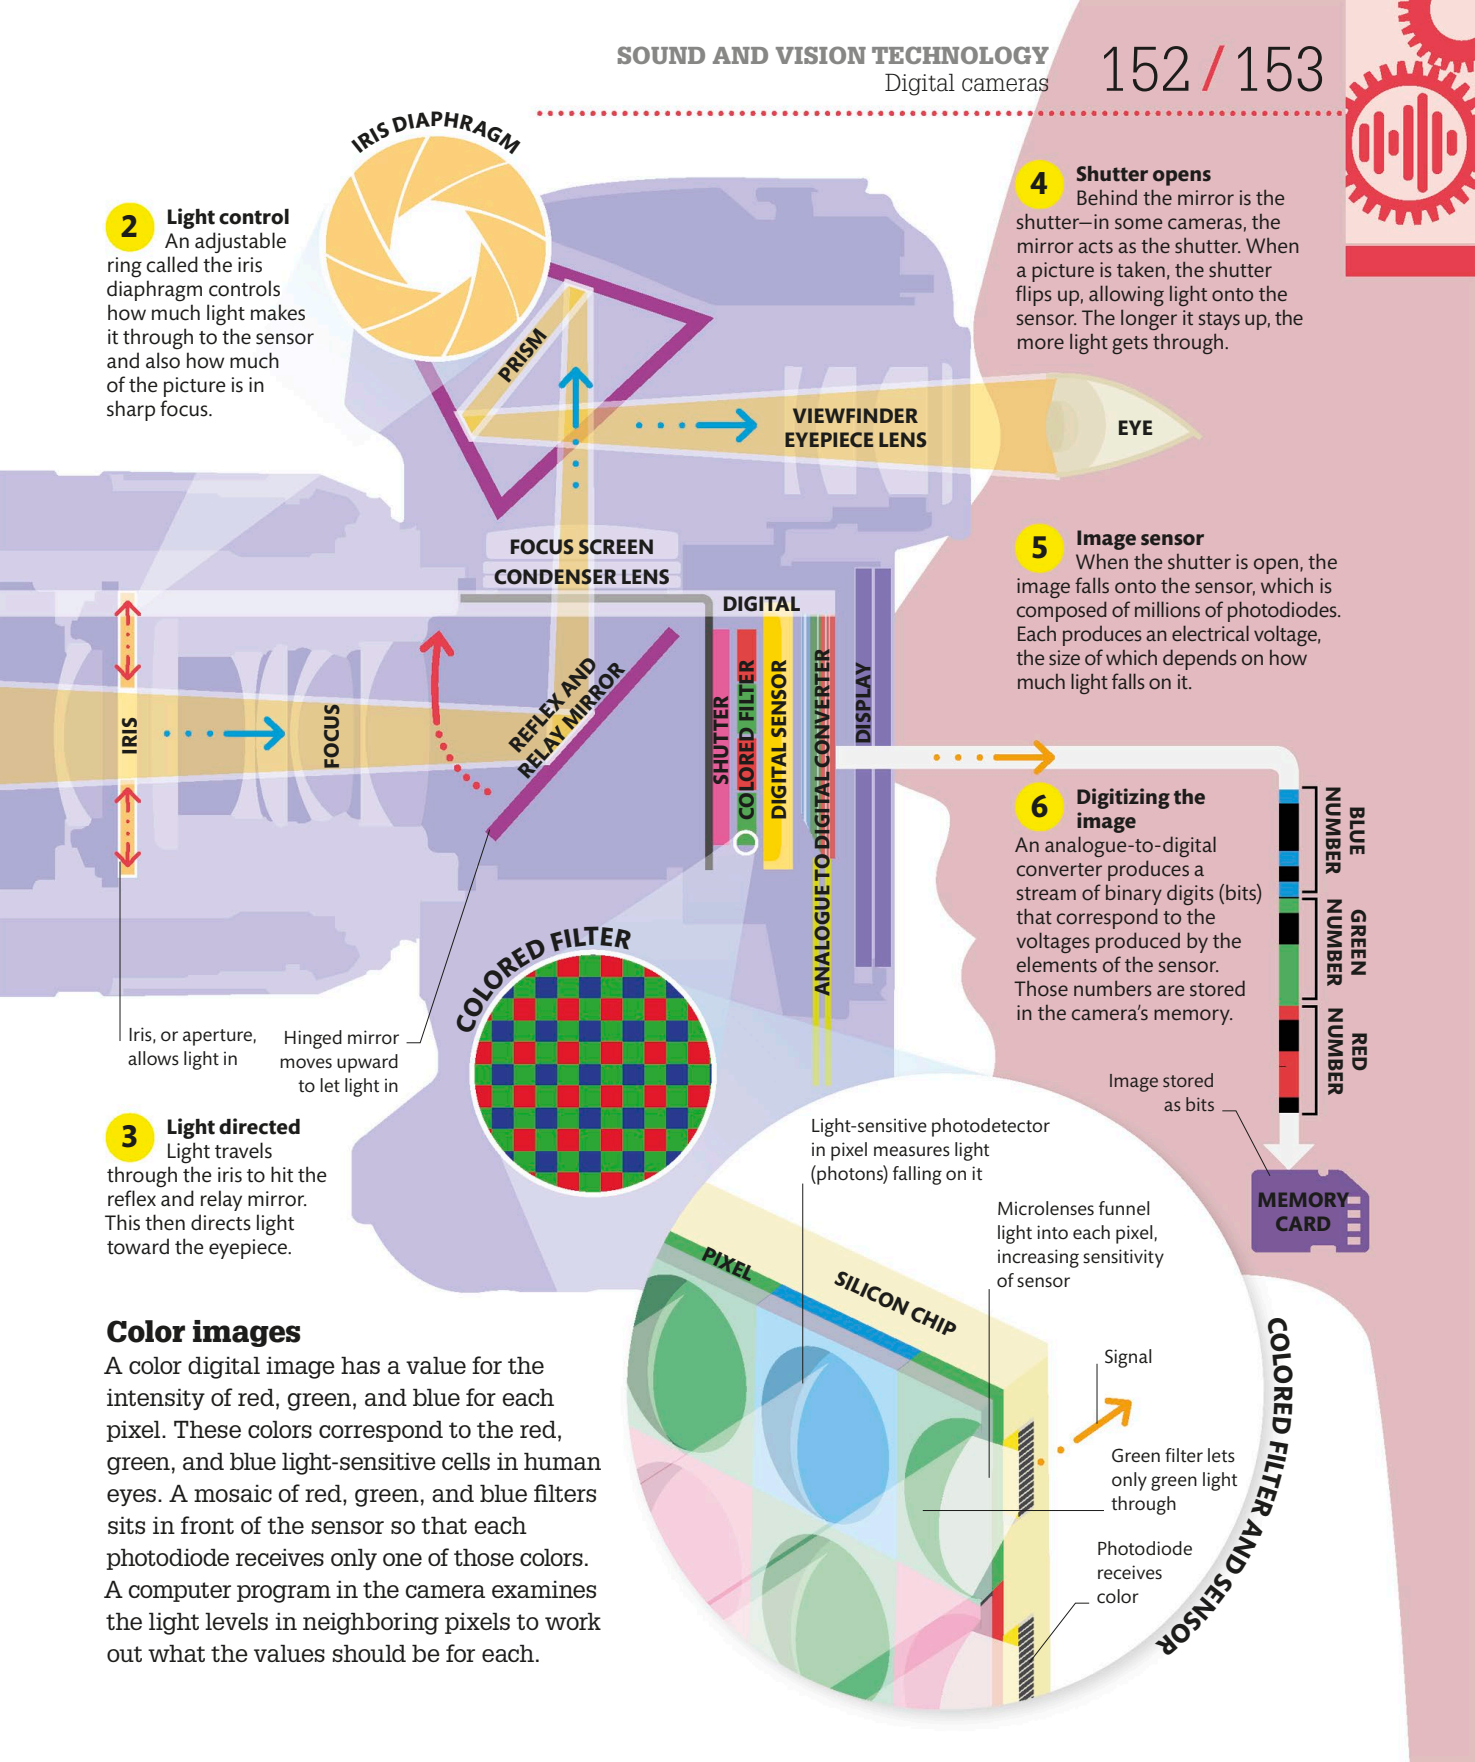 SOUND AND VISION TECHNOLOGY
Digital cameras
152 / 153
IRIS DIAPHRAGM
2
Light control
An adjustable
ring called the iris
diaphragm controls
how much light makes
it through to the sensor
and also how much
of the picture is in
sharp focus.
4
Shutter opens
Behind the mirror is the
shutter—in some cameras, the
mirror acts as the shutter. When
a picture is taken, the shutter
flips up, allowing light onto the
sensor. The longer it stays up, the
more light gets through.
PRISM
VIEWFINDER
EYEPIECE LENS
EYE
FOCUS SCREEN
CONDENSER LENS
5
Image sensor
When the shutter is open, the
image falls onto the sensor, which is
composed of millions of photodiodes.
Each produces an electrical voltage,
the size of which depends on how
much light falls on it.
DIGITAL
IRIS
FOCUS
REFLEX AND
RELAY MIRROR
SHUTTER
COLORED FILTER
DIGITAL SENSOR
ANALOGUE TO DIGITAL CONVERTER
DISPLAY
6
Digitizing the
image
An analogue-to-digital
converter produces a
stream of binary digits (bits)
that correspond to the
voltages produced by the
elements of the sensor.
Those numbers are stored
in the camera's memory.
BLUE
NUMBER
GREEN
NUMBER
RED
NUMBER
Image stored
as bits
MEMORY
CARD
COLORED FILTER
Iris, or aperture,
allows light in
Hinged mirror
moves upward
to let light in
3
Light directed
Light travels
through the iris to hit the
reflex and relay mirror.
This then directs light
toward the eyepiece.
Light-sensitive photodetector
in pixel measures light
(photons) falling on it
Microlenses funnel
light into each pixel,
increasing sensitivity
of sensor
PIXEL
SILICON CHIP
Signal
Green filter lets
only green light
through
Photodiode
receives
color
COLORED FILTER AND SENSOR
Color images
A color digital image has a value for the
intensity of red, green, and blue for each
pixel. These colors correspond to the red,
green, and blue light-sensitive cells in human
eyes. A mosaic of red, green, and blue filters
sits in front of the sensor so that each
photodiode receives only one of those colors.
A computer program in the camera examines
the light levels in neighboring pixels to work
out what the values should be for each.